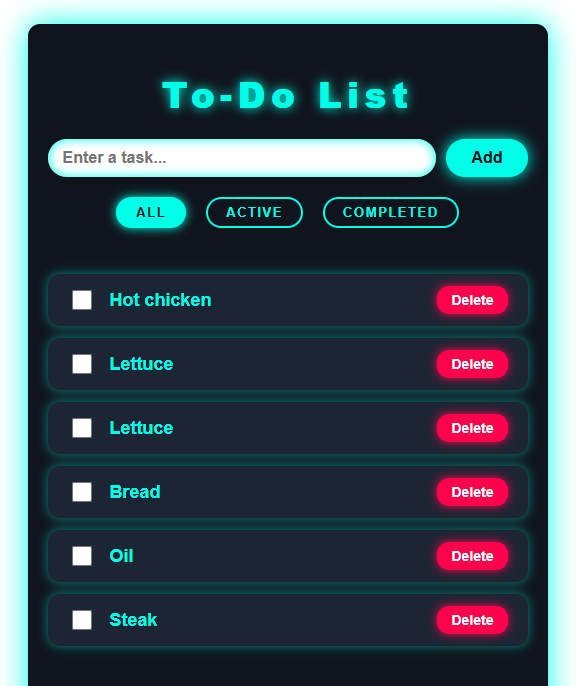 To-Do List
Enter a task... Add
ALL ACTIVE COMPLETED
Hot chicken Delete
Lettuce Delete
Lettuce Delete
Bread Delete
Oil Delete
Steak Delete